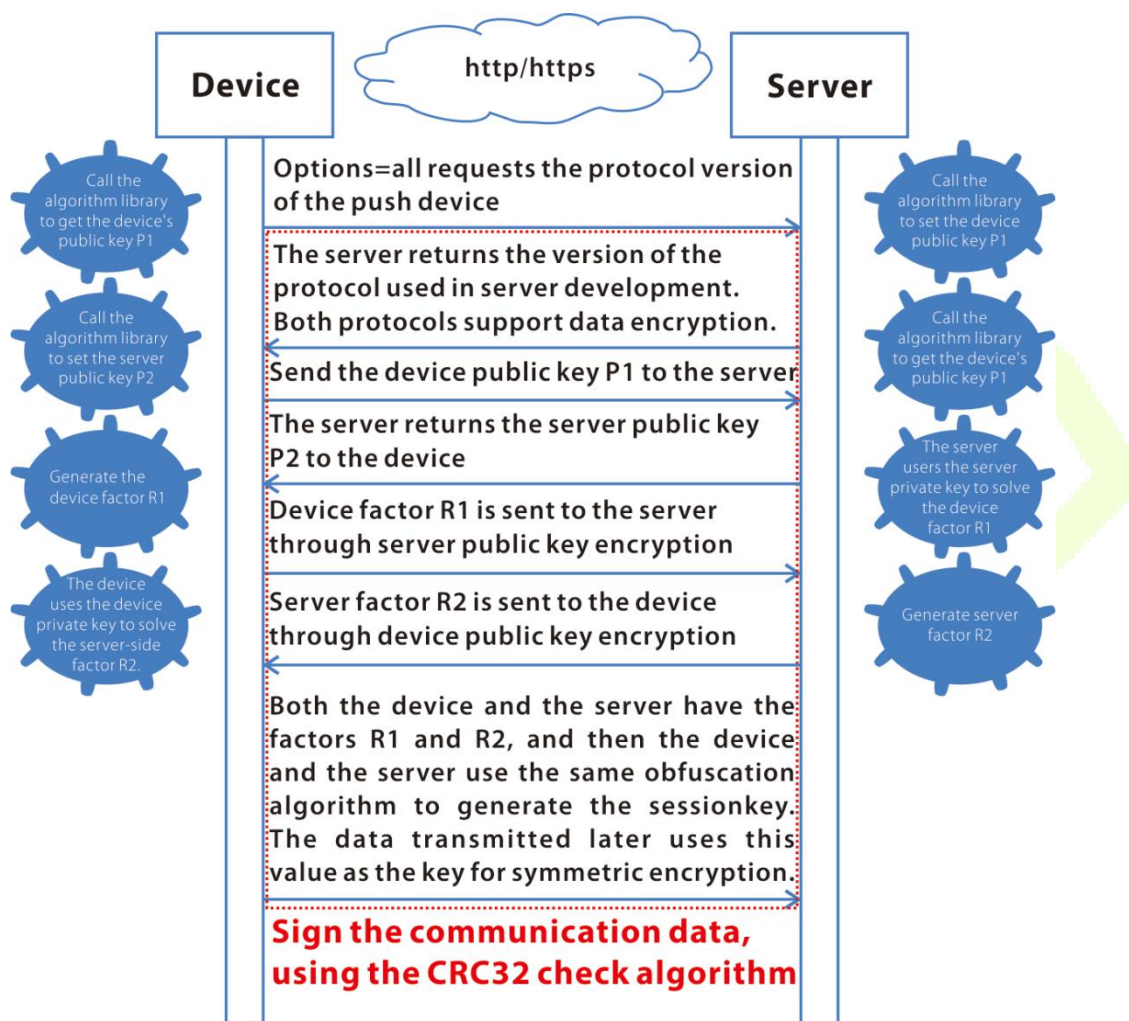 http/https
Device
Server
Options=all requests the protocol version
of the push device
Call the
algorithm library
to get the device's
public key P1
Call the
algorithm library
to set the device
public key P1
The server returns the version of the
protocol used in server development.
Both protocols support data encryption.
Call the
algorithm library
to set the server
public key P2
Call the
algorithm library
to get the device's
public key P1
Send the device public key P1 to the server
The server returns the server public key
P2 to the device
Generate the
device factor R1
The server
users the server
private key to solve
the device
factor R1
Device factor R1 is sent to the server
through server public key encryption
The device
uses the device
private key to solve
the server-side
factor R2.
Server factor R2 is sent to the device
through device public key encryption
Generate server
factor R2
Both the device and the server have the
factors R1 and R2, and then the device
and the server use the same obfuscation
algorithm to generate the sessionkey.
The data transmitted later uses this
value as the key for symmetric encryption.
Sign the communication data,
using the CRC32 check algorithm